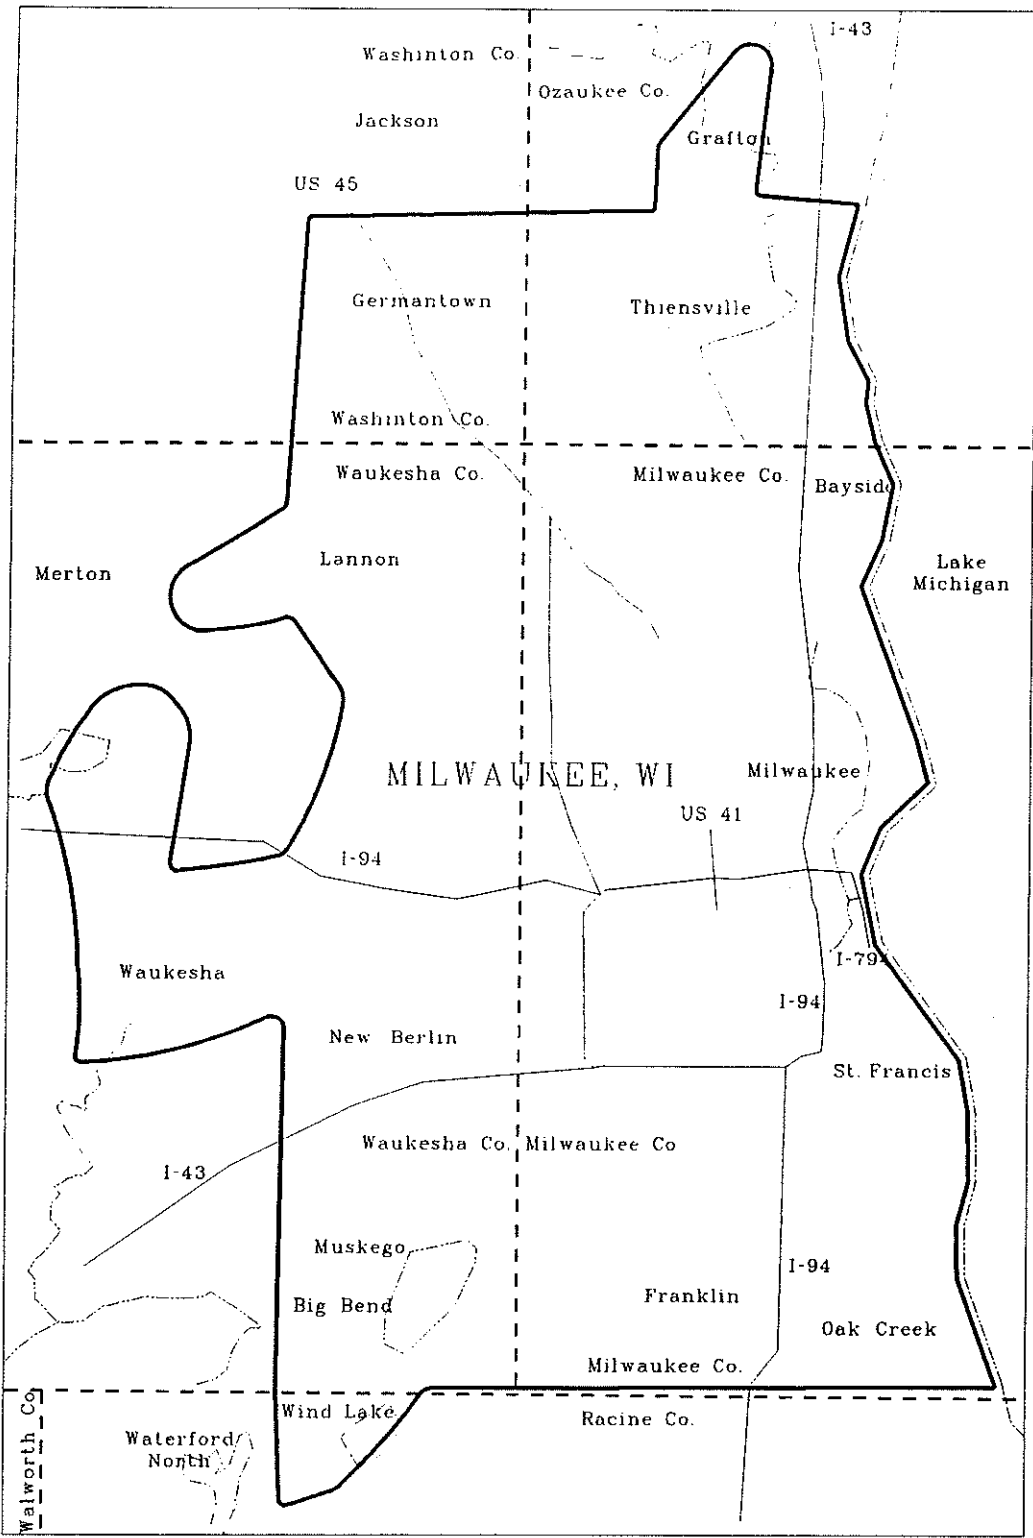 I-43
Washinton Co.
Ozaukee Co.
Jackson
Grafton
US 45
Germantown
Thiensville
Washinton Co.
Waukesha Co.
Milwaukee Co.
Bayside
Lannon
Merton
Lake
Michigan
MILWAUKEE, WI
Milwaukee
US 41
I-94
Waukesha
I-794
I-94
New Berlin
St. Francis
Waukesha Co.
Milwaukee Co
I-43
Muskego
I-94
Big Bend
Franklin
Oak Creek
Milwaukee Co.
Wind Lake
Racine Co.
Waterford
North
Walworth Co.